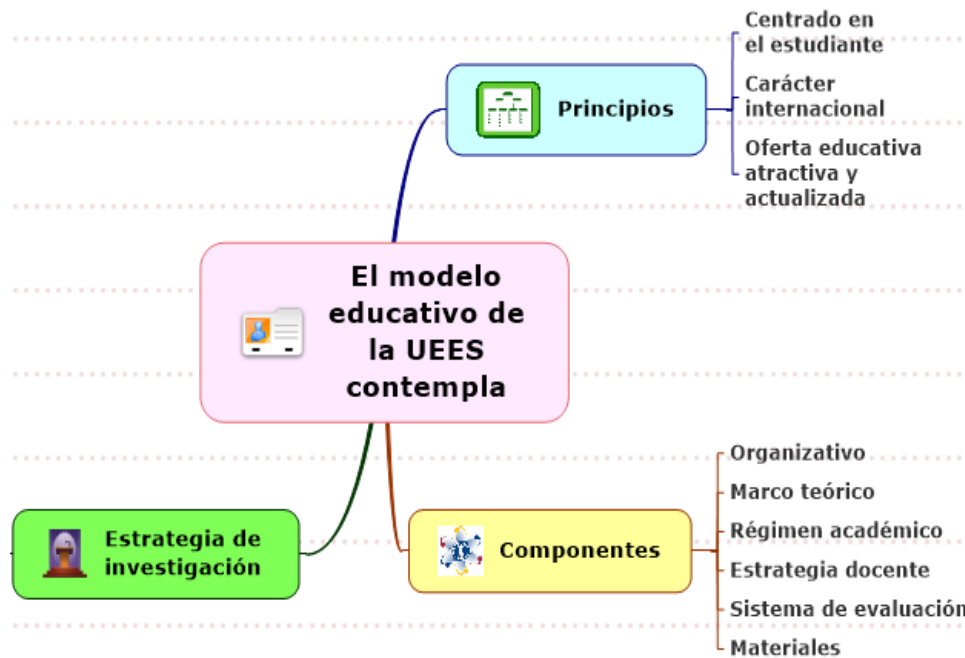 Centrado en
el estudiante
Carácter
internacional
Oferta educativa
atractiva y
actualizada
Principios
El modelo
educativo de
la UEES
contempla
Estrategia de
investigación
Componentes
Organizativo
Marco teórico
Régimen académico
Estrategia docente
Sistema de evaluación
Materiales